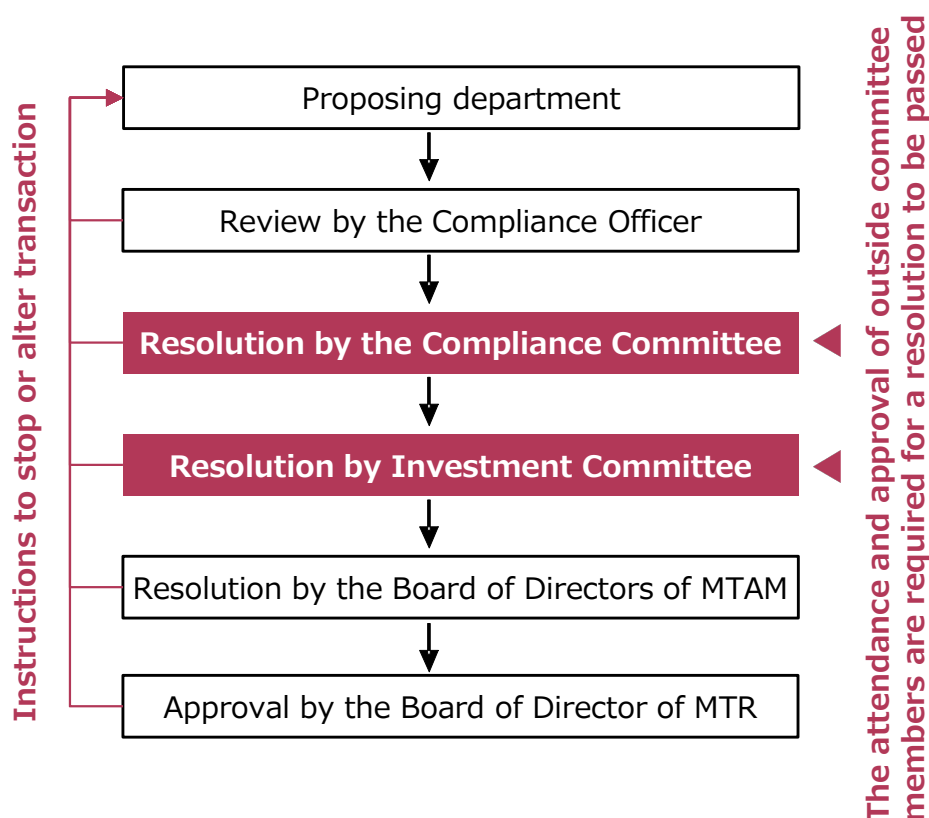 Instructions to stop or alter transaction
Proposing department
Review by the Compliance Officer
Resolution by the Compliance Committee
Resolution by Investment Committee
Resolution by the Board of Directors of MTAM
Approval by the Board of Director of MTR
The attendance and approval of outside committee
members are required for a resolution to be passed